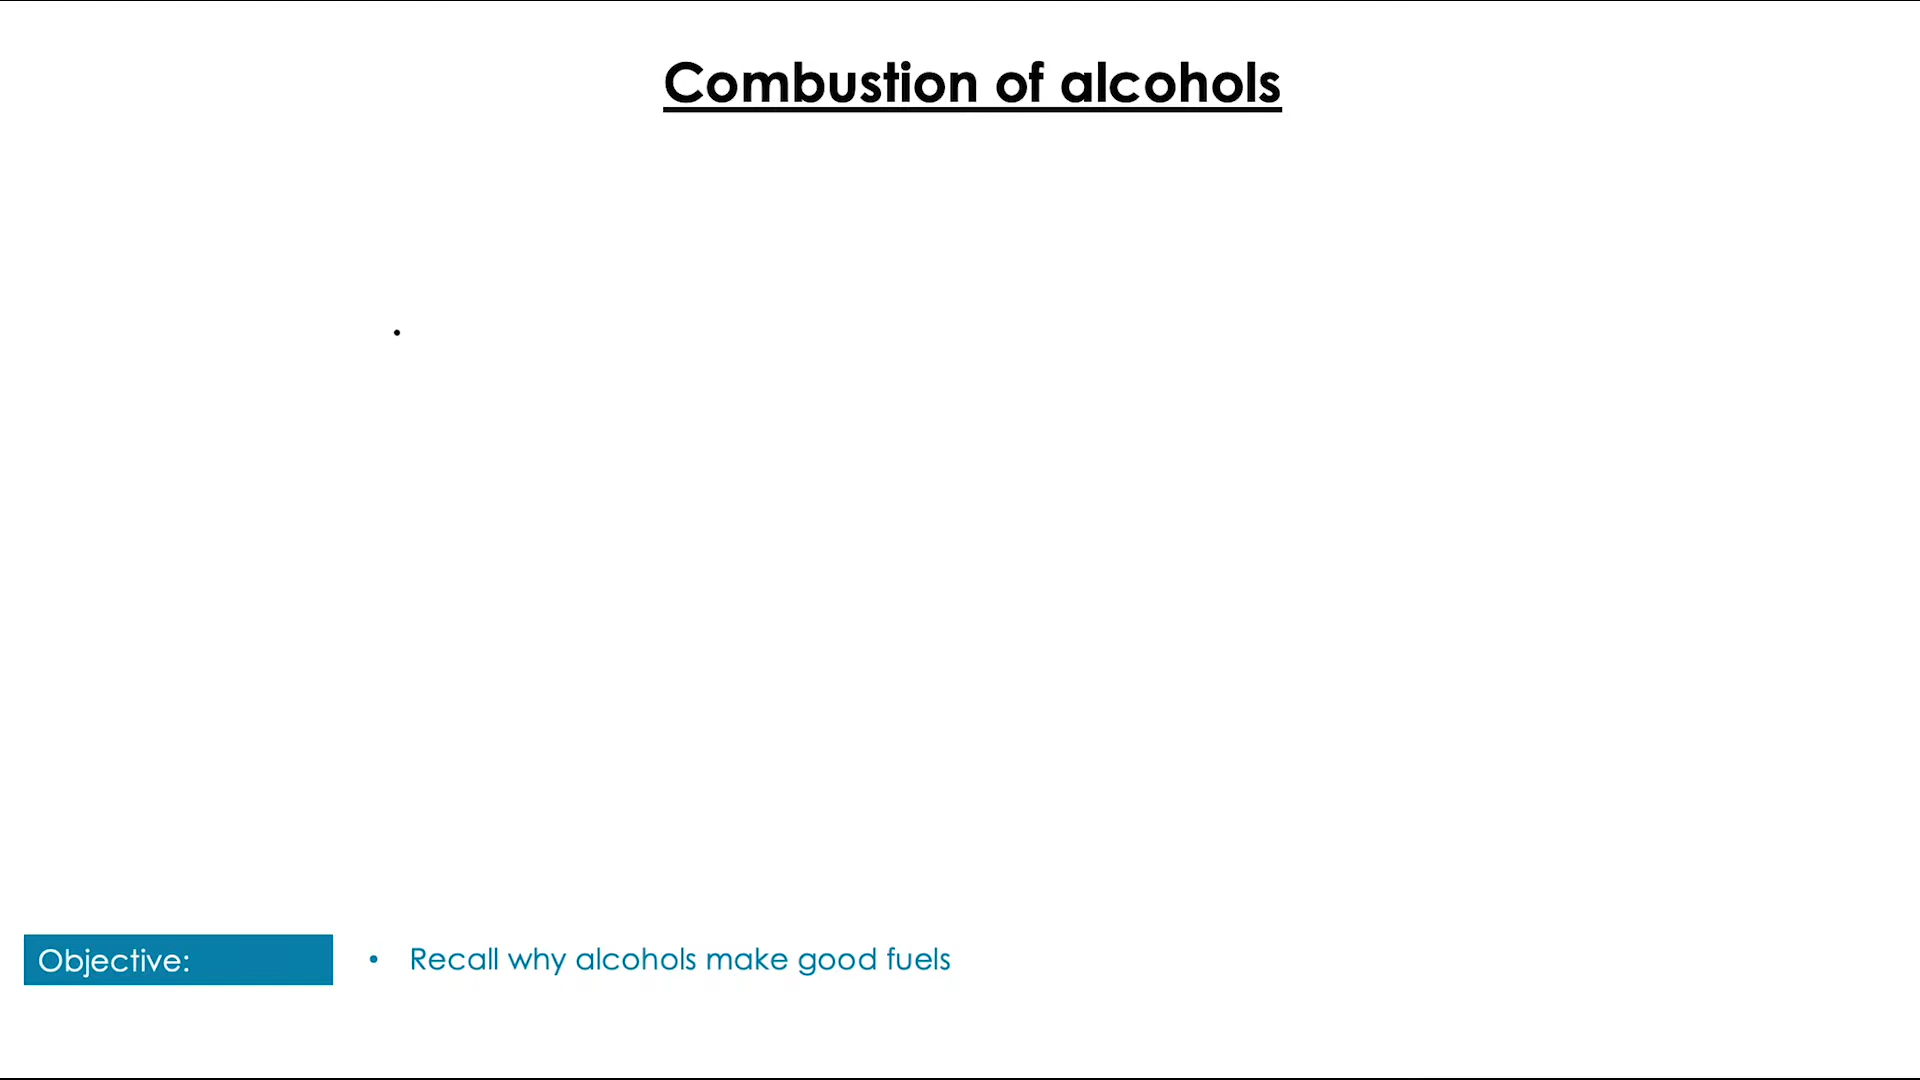 Combustion of alcohols
Objective:
• Recall why alcohols make good fuels